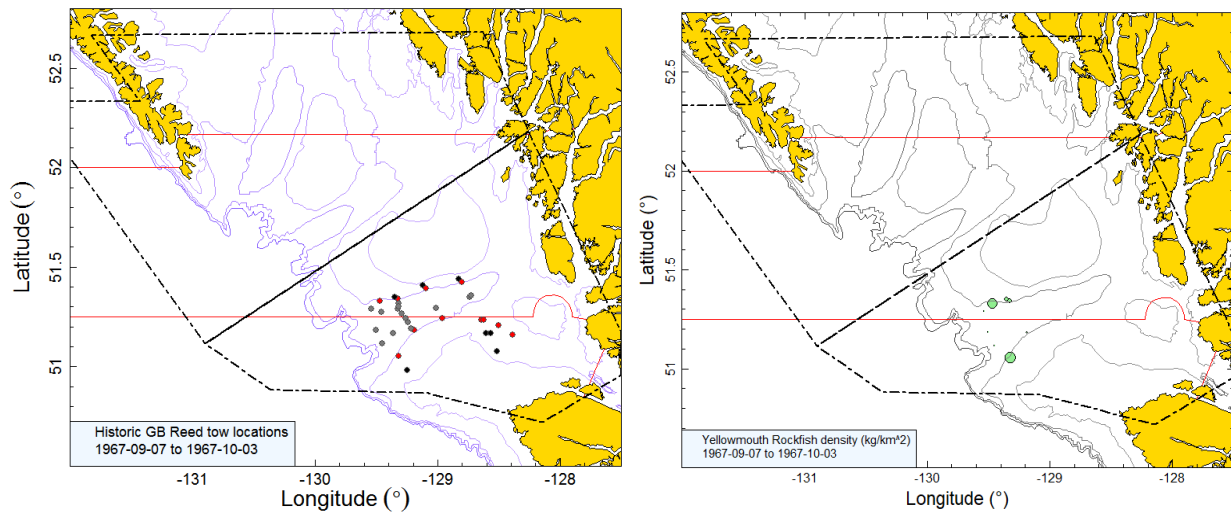 52.5
52
51.5
51
Latitude (°)
Historic GB Reed tow locations
1967-09-07 to 1967-10-03
-131
-130
-129
-128
Longitude (°)
52.5
52
51.5
51
Latitude (°)
Yellowmouth Rockfish density (kg/km^2)
1967-09-07 to 1967-10-03
-131
-130
-129
-128
Longitude (°)